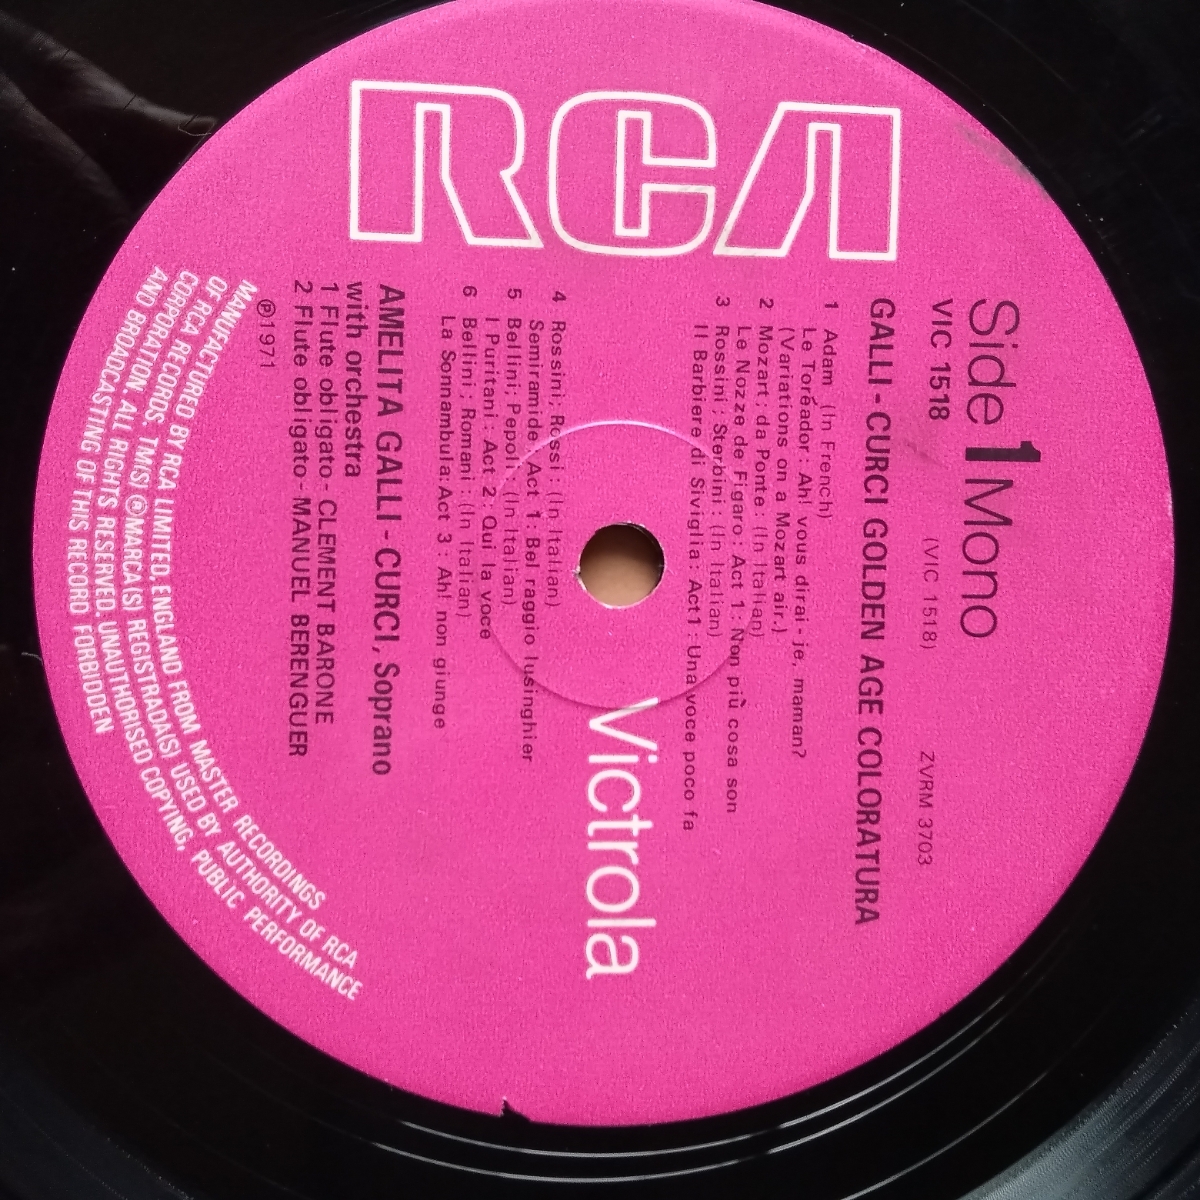 RCA
Victrola
Side 1 Mono
VIC 1518 (VIC 1518) ZVRM 3703
GALLI-CURCI GOLDEN AGE COLORATURA
1 Adam (In French)
Le Toréador: Ah! vous dirai-je, maman?
(Variations on a Mozart air.)
2 Mozart: da Ponte: (In Italian)
Le Nozze de Figaro: Act 1: Non più cosa son
3 Rossini: Sterbini: (In Italian)
Il Barbiere di Siviglia: Act1: Una voce poco fa
4 Rossini; Rossi: (In Italian)
Semiramide: Act 1: Bel raggio lusinghier
5 Bellini; Pepoli: (In Italian)
I Puritani: Act 2: Qui la voce
6 Bellini; Romani: (In Italian)
La Sonnambula: Act 3: Ah! non giunge
AMELITA GALLI-CURCI, Soprano
with orchestra
1 Flute obligato - CLEMENT BARONE
2 Flute obligato - MANUEL BERENGUER
℗1971
MANUFACTURED BY RCA LIMITED, ENGLAND FROM MASTER RECORDINGS
OF RCA RECORDS. TM(S) ® MARCA(S) REGISTRADA(S) USED BY AUTHORITY OF RCA
CORPORATION. ALL RIGHTS RESERVED. UNAUTHORISED COPYING, PUBLIC PERFORMANCE
AND BROADCASTING OF THIS RECORD FORBIDDEN